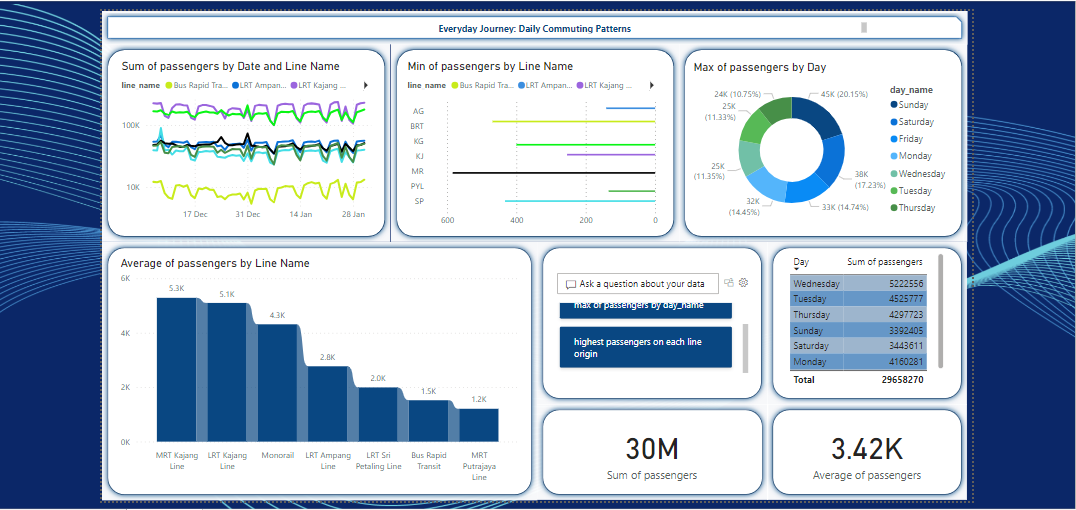 Everyday Journey: Daily Commuting Patterns
Sum of passengers by Date and Line Name
line_name Bus Rapid Tra... LRT Ampan... LRT Kajang ...
100K
10K
17 Dec 31 Dec 14 Jan 28 Jan
Min of passengers by Line Name
line_name Bus Rapid Tra... LRT Ampan... LRT Kajang ...
AG
BRT
KG
KJ
MR
PYL
SP
600 400 200 0
Max of passengers by Day
24K (10.75%)
45K (20.15%)
25K
(11.33%)
25K
(11.35%)
38K
(17.23%)
32K
(14.45%)
33K (14.74%)
day_name
Sunday
Saturday
Friday
Monday
Wednesday
Tuesday
Thursday
Average of passengers by Line Name
6K
4K
2K
0K
5.3K
5.1K
4.3K
2.8K
2.0K
1.5K
1.2K
MRT Kajang
Line
LRT Kajang
Line
Monorail
LRT Ampang
Line
LRT Sri
Petaling Line
Bus Rapid
Transit
MRT
Putrajaya
Line
Ask a question about your data
max of passengers by day_name
highest passengers on each line
origin
Day Sum of passengers
Wednesday 5222556
Tuesday 4525777
Thursday 4297723
Sunday 3392405
Saturday 3443611
Monday 4160281
Total 29658270
30M
Sum of passengers
3.42K
Average of passengers